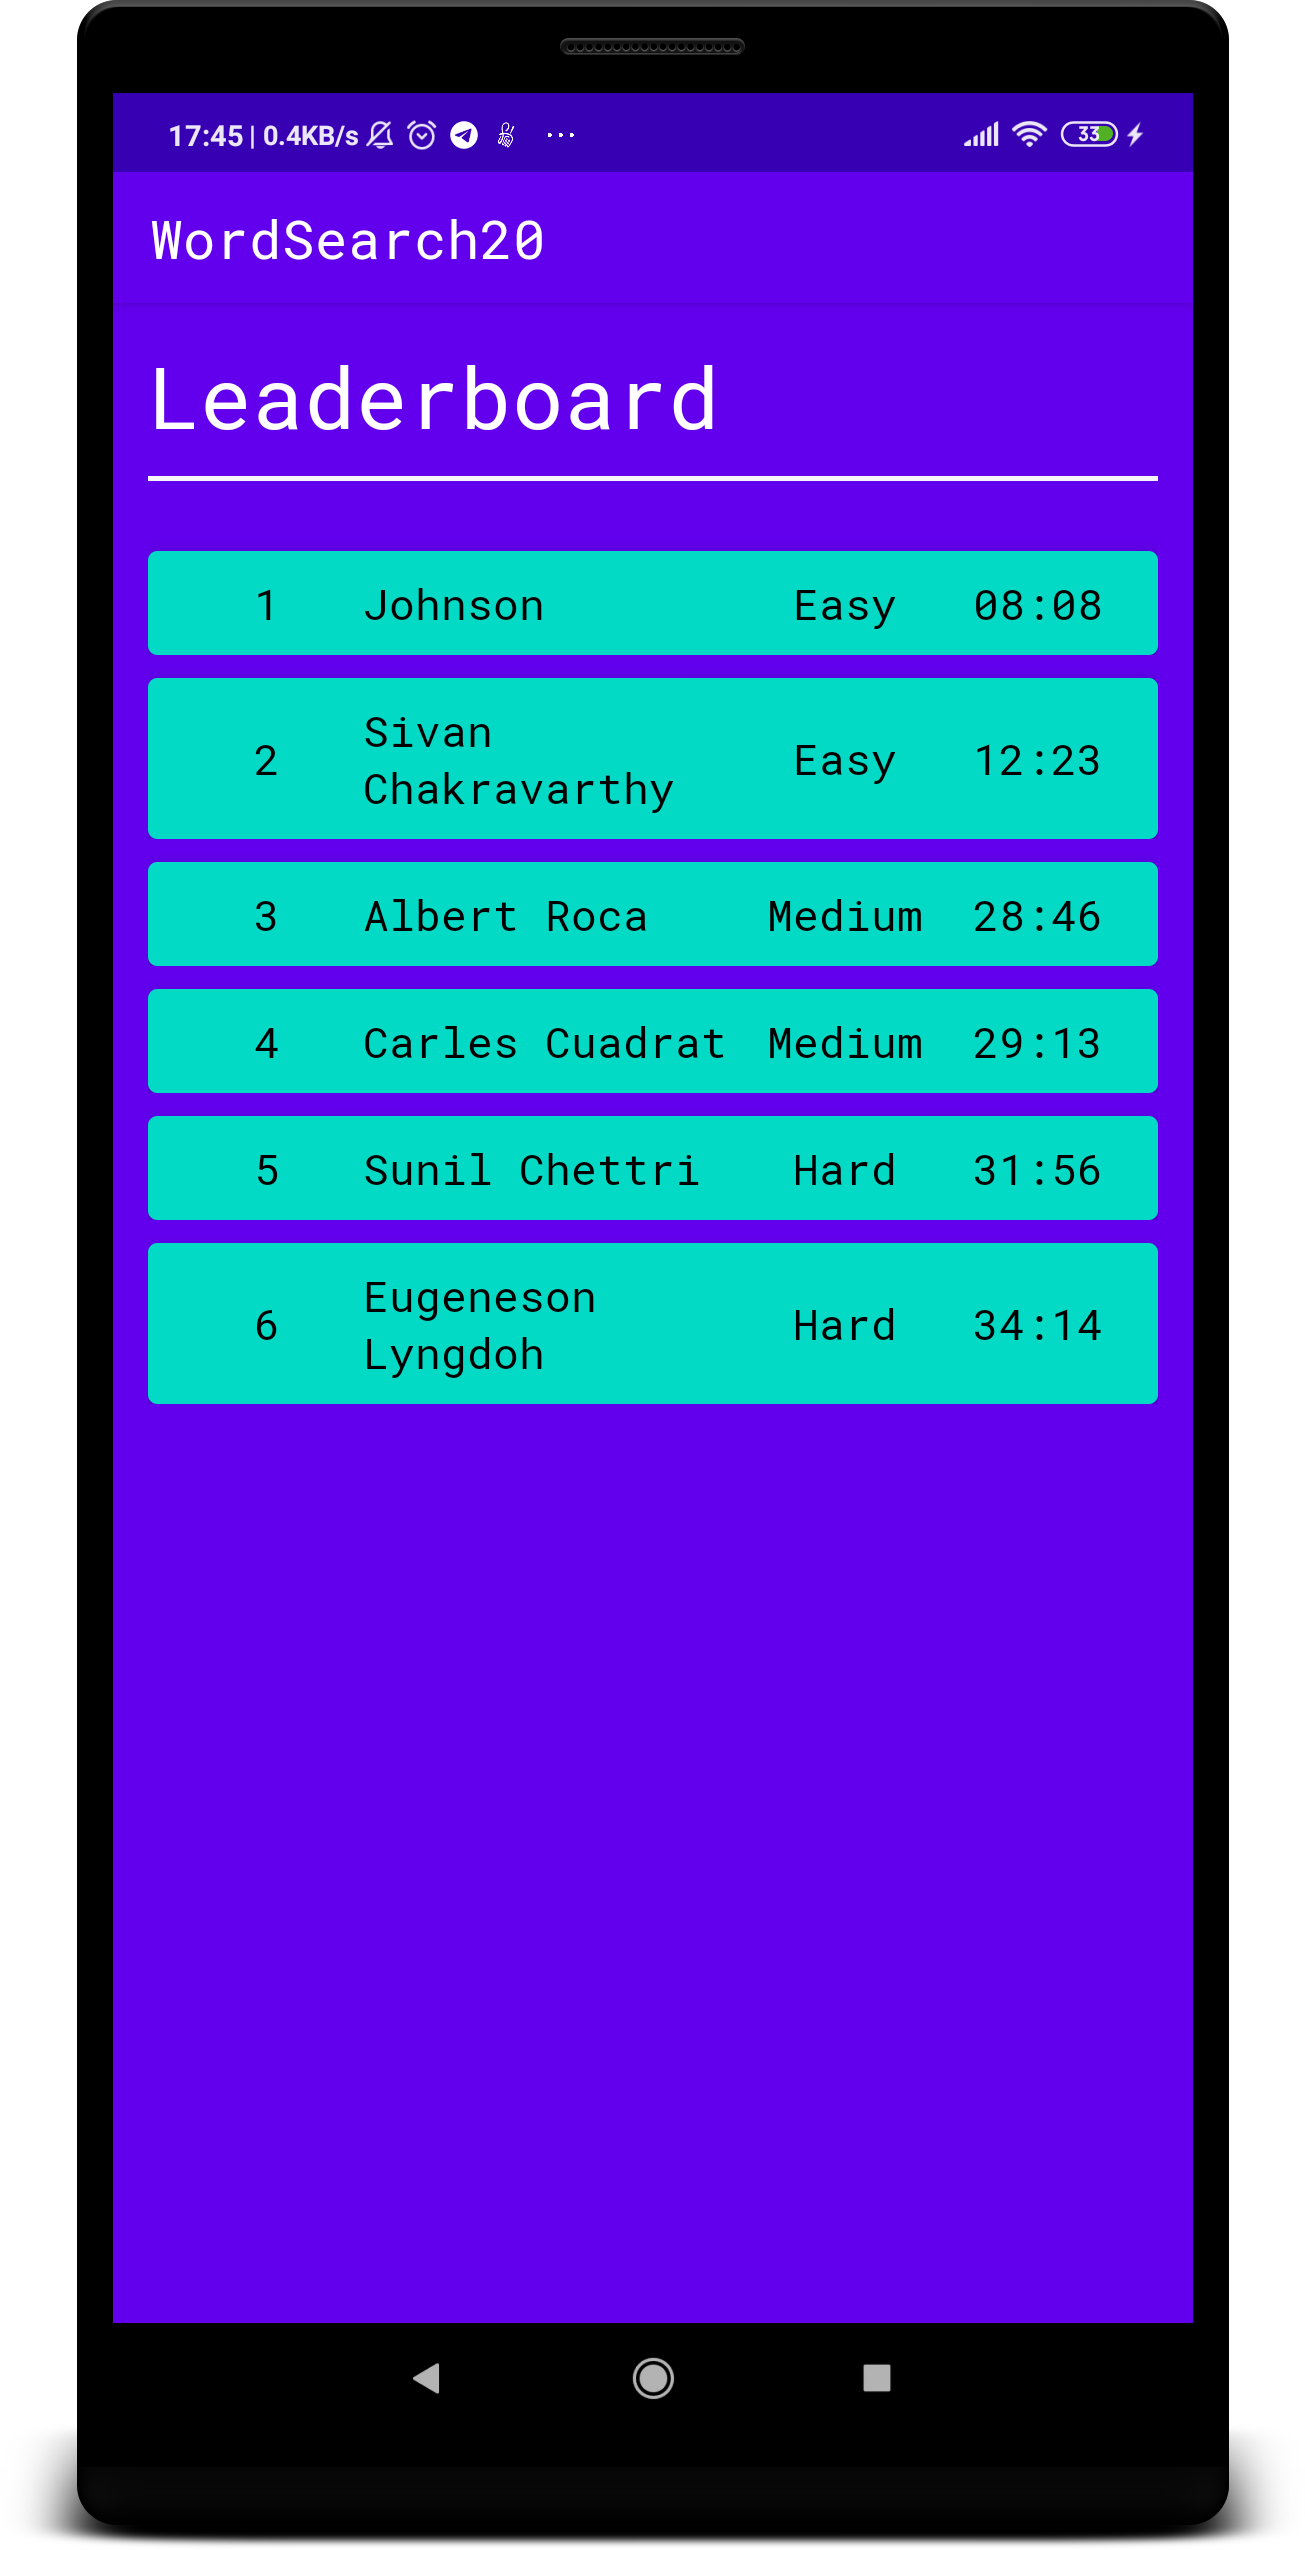 17:45 | 0.4KB/s ... 33
WordSearch20
Leaderboard
1 Johnson Easy 08:08
2 Sivan Chakravarthy Easy 12:23
3 Albert Roca Medium 28:46
4 Carles Cuadrat Medium 29:13
5 Sunil Chettri Hard 31:56
6 Eugeneson Lyngdoh Hard 34:14